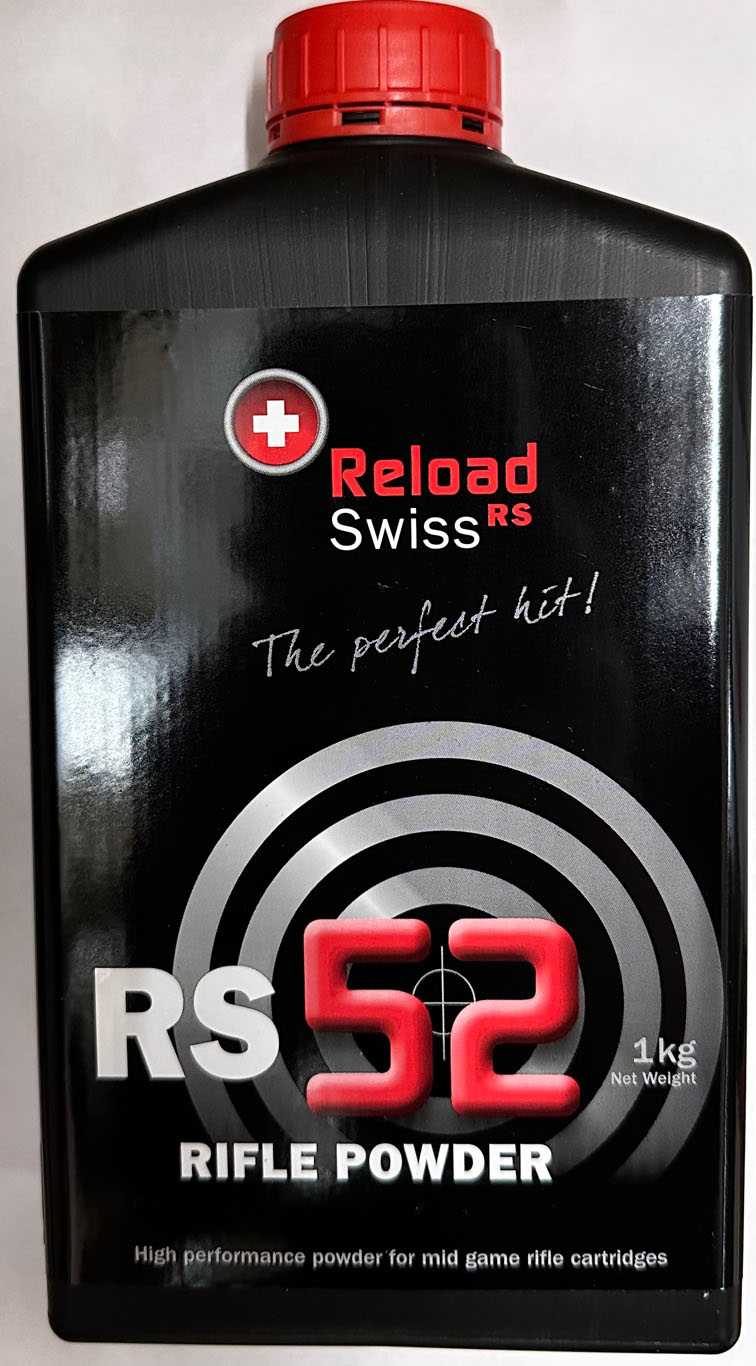 Reload
Swiss RS
The perfect hit!
RS 52
1kg
Net Weight
RIFLE POWDER
High performance powder for mid game rifle cartridges